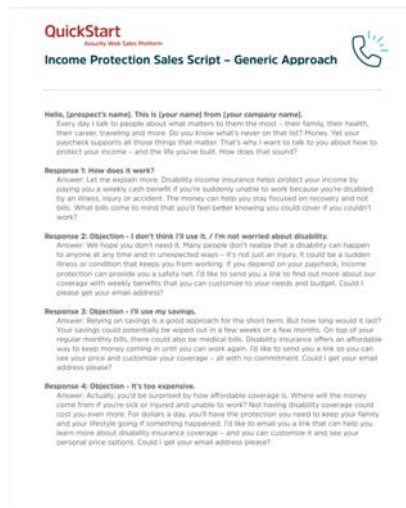 QuickStart
Assurity Web Sales Platform
Income Protection Sales Script – Generic Approach
Hello, [prospect's name]. This is [your name] from [your company name].
Every day I talk to people about what matters to them the most – their family, their health,
their career, traveling and more. Do you know what's never on that list? Money. Yet your
paycheck supports all those things that matter. That's why I want to talk to you about how to
protect your income – and the life you've built. How does that sound?
Response 1: How does it work?
Answer: Let me explain more. Disability income insurance helps protect your income by
paying you a weekly cash benefit if you're suddenly unable to work because you're disabled
by an illness, injury or accident. The money can help you stay focused on recovery and not
bills. What bills come to mind that you'd feel better knowing you could cover if you couldn't
work?
Response 2: Objection - I don't think I'll use it. / I'm not worried about disability.
Answer: We hope you don't need it. Many people don't realize that a disability can happen
to anyone at any time and in unexpected ways – it's not just an injury. It could be a sudden
illness or condition that keeps you from working. If you depend on your paycheck, income
protection can provide you a safety net. I'd like to send you a link to find out more about our
coverage with weekly benefits that you can customize to your needs and budget. Could I
please get your email address?
Response 3: Objection - I'll use my savings.
Answer: Relying on savings is a good approach for the short term. But how long would it last?
Your savings could potentially be wiped out in a few weeks or a few months. On top of your
regular monthly bills, there could also be medical bills. Disability insurance offers an affordable
way to keep money coming in until you can work again. I'd like to send you a link so you can
see your price and customize your coverage – all with no commitment. Could I get your email
address please?
Response 4: Objection - It's too expensive.
Answer: Actually, you'd be surprised by how affordable coverage is. Where will the money
come from if you're sick or injured and unable to work? Not having disability coverage could
cost you even more. For dollars a day, you'll have the protection you need to keep your family
and your lifestyle going if something happened. I'd like to email you a link that can help you
learn more about disability insurance coverage – and you can customize it and see your
personal price options. Could I get your email address please?